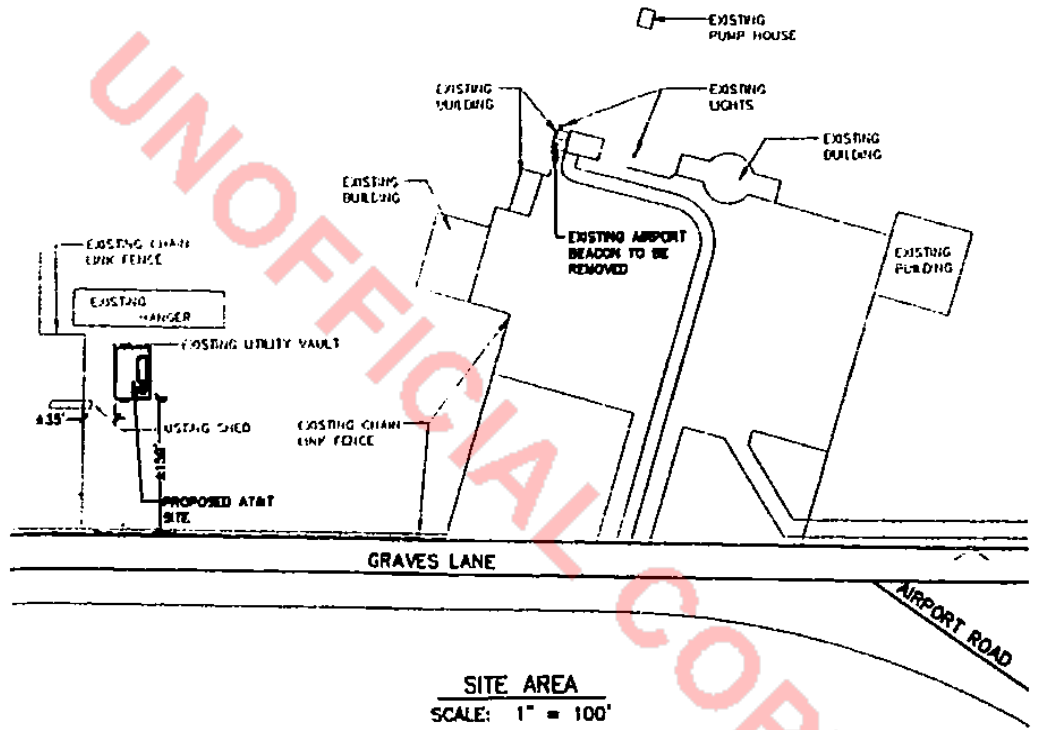 EXISTING
PUMP HOUSE
EXISTING
BUILDING
EXISTING
LIGHTS
EXISTING
BUILDING
EXISTING
BUILDING
EXISTING AIRPORT
BEACON TO BE
REMOVED
EXISTING CHAIN
LINK FENCE
EXISTING
BUILDING
EXISTING
HANGER
EXISTING UTILITY VAULT
±35'
EXISTING SHED
EXISTING CHAIN
LINK FENCE
PROPOSED AT&T
SITE
GRAVES LANE
AIRPORT ROAD
SITE AREA
SCALE: 1" = 100'
UNOFFICIAL COP